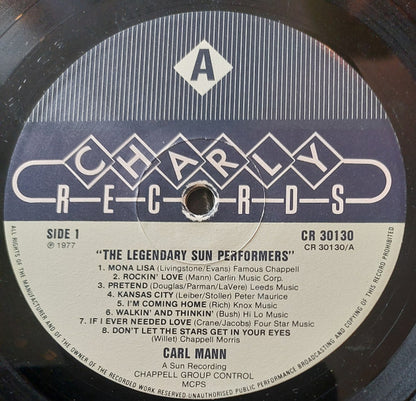 A
CHARLY
RECORDS
SIDE 1
℗ 1977
CR 30130
CR 30130/A
"THE LEGENDARY SUN PERFORMERS"
1. MONA LISA (Livingstone/Evans) Famous Chappell
2. ROCKIN' LOVE (Mann) Carlin Music Corp.
3. PRETEND (Douglas/Parman/LaVere) Leeds Music
4. KANSAS CITY (Leiber/Stoller) Peter Maurice
5. I'M COMING HOME (Rich) Knox Music
6. WALKIN' AND THINKIN' (Bush) Hi Lo Music
7. IF I EVER NEEDED LOVE (Crane/Jacobs) Four Star Music
8. DON'T LET THE STARS GET IN YOUR EYES
(Willet) Chappell Morris
CARL MANN
A Sun Recording
CHAPPELL GROUP CONTROL
MCPS
ALL RIGHTS OF THE MANUFACTURER AND OF THE OWNER OF THE RECORDED WORK RESERVED-UNAUTHORISED PUBLIC PERFORMANCE BROADCASTING AND COPYING OF THIS RECORD PROHIBITED